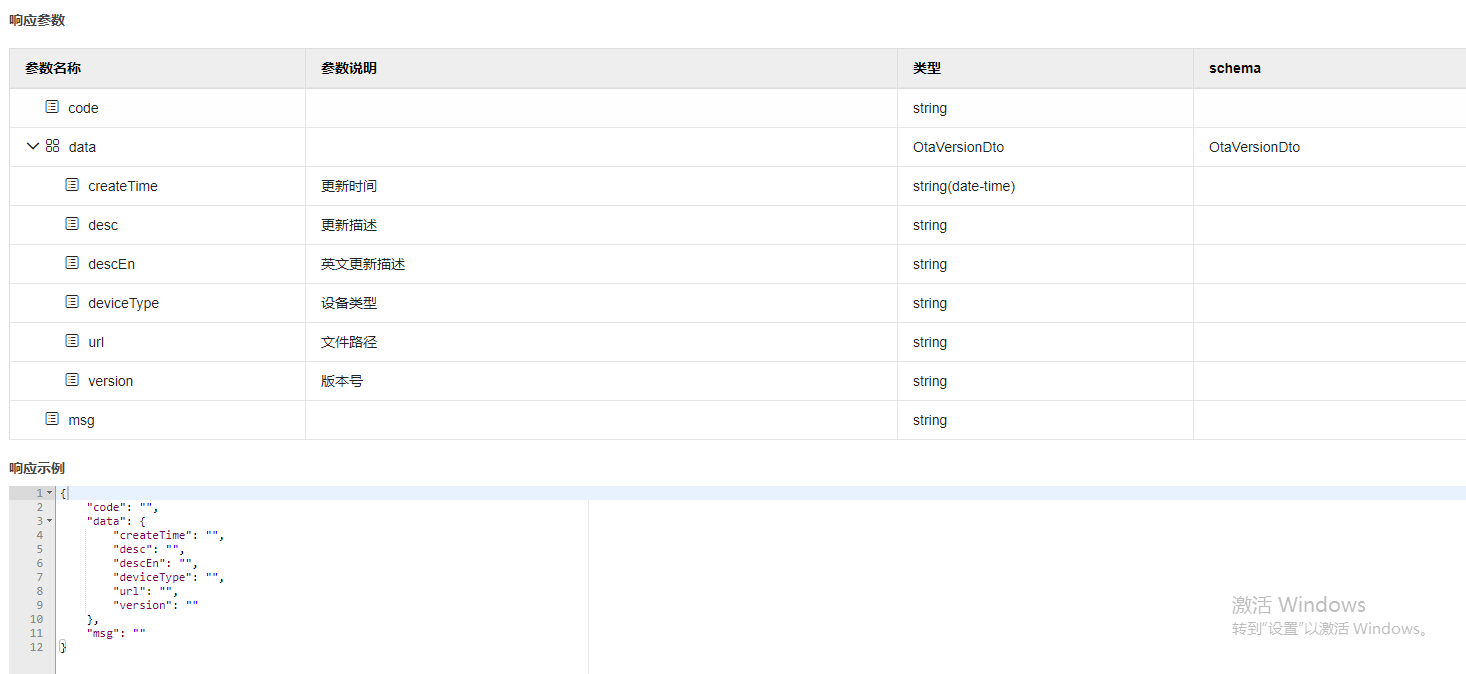 响应参数
参数名称 参数说明 类型 schema
code string
data OtaVersionDto OtaVersionDto
createTime 更新时间 string(date-time)
desc 更新描述 string
descEn 英文更新描述 string
deviceType 设备类型 string
url 文件路径 string
version 版本号 string
msg string
响应示例
1 {
2 "code": "",
3 "data": {
4 "createTime": "",
5 "desc": "",
6 "descEn": "",
7 "deviceType": "",
8 "url": "",
9 "version": ""
10 },
11 "msg": ""
12 }
激活 Windows
转到“设置”以激活 Windows。